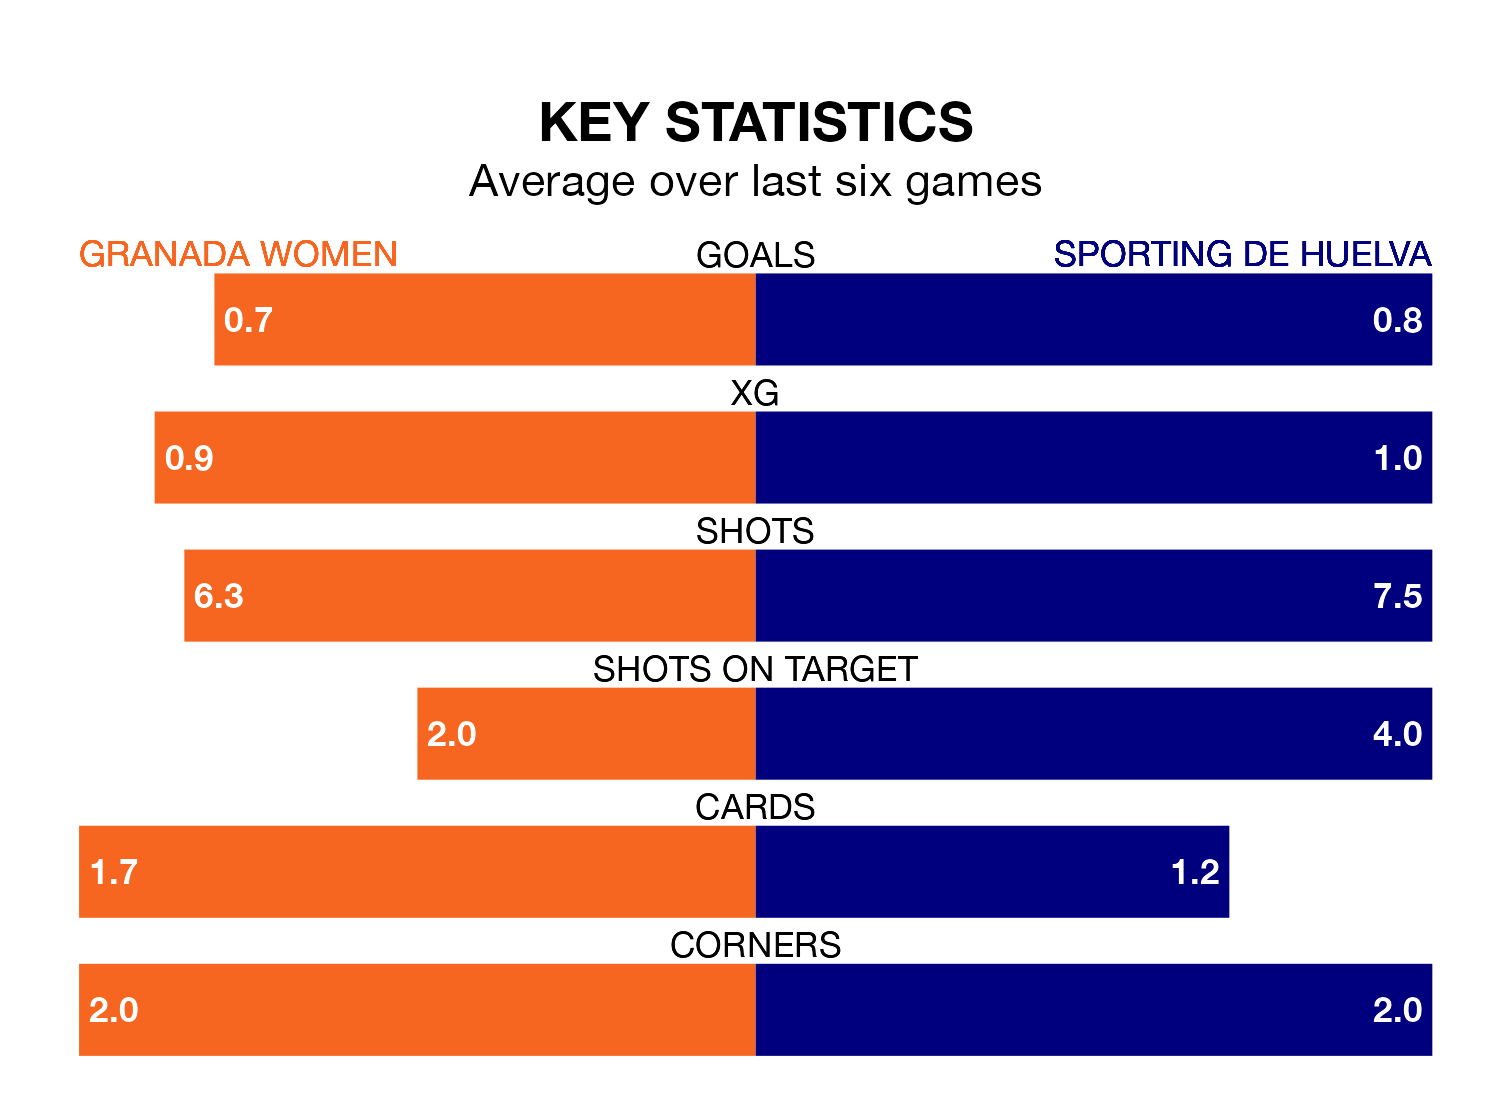 KEY STATISTICS
Average over last six games
GRANADA WOMEN GOALS SPORTING DE HUELVA
0.7 0.8
XG
0.9 1.0
SHOTS
6.3 7.5
SHOTS ON TARGET
2.0 4.0
CARDS
1.7 1.2
CORNERS
2.0 2.0